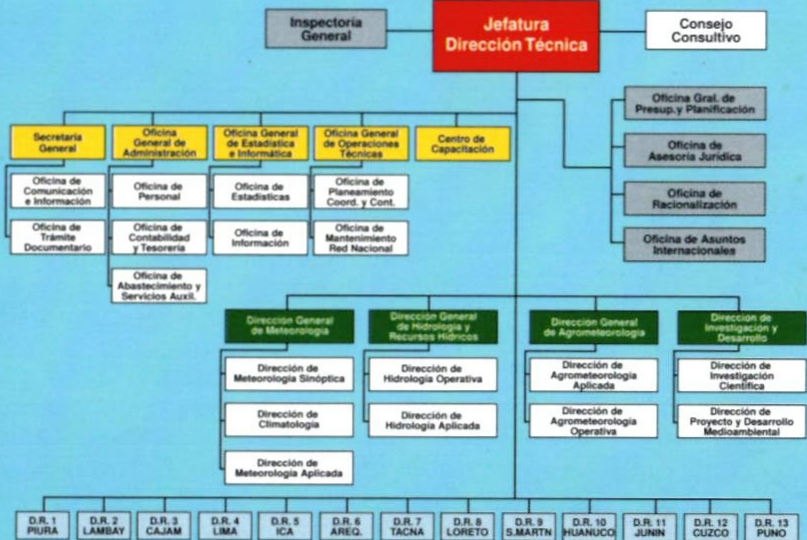 Inspectoría
General
Jefatura
Dirección Técnica
Consejo
Consultivo
Oficina Gral. de
Presup. y Planificación
Oficina de
Asesoría Jurídica
Oficina de
Racionalización
Oficina de Asuntos
Internacionales
Secretaría
General
Oficina de
Comunicación
e Información
Oficina de
Trámite
Documentario
Oficina
General de
Administración
Oficina de
Personal
Oficina de
Contabilidad
y Tesorería
Oficina de
Abastecimiento y
Servicios Auxil.
Oficina General
de Estadística
e Informática
Oficina de
Estadísticas
Oficina de
Información
Oficina General
de Operaciones
Técnicas
Oficina de
Planeamiento
Coord. y Cont.
Oficina de
Mantenimiento
Red Nacional
Centro de
Capacitación
Dirección General
de Meteorología
Dirección de
Meteorología Sinóptica
Dirección de
Climatología
Dirección de
Meteorología Aplicada
Dirección General
de Hidrología y
Recursos Hídricos
Dirección de
Hidrología Operativa
Dirección de
Hidrología Aplicada
Dirección General
de Agrometeorología
Dirección de
Agrometeorología
Aplicada
Dirección de
Agrometeorología
Operativa
Dirección de
Investigación y
Desarrollo
Dirección de
Investigación
Científica
Dirección de
Proyecto y Desarrollo
Medioambiental
D.R. 1
PIURA
D.R. 2
LAMBAY
D.R. 3
CAJAM
D.R. 4
LIMA
D.R. 5
ICA
D.R. 6
AREQ.
D.R. 7
TACNA
D.R. 8
LORETO
D.R. 9
S.MARTN
D.R. 10
HUANUCO
D.R. 11
JUNIN
D.R. 12
CUZCO
D.R. 13
PUNO